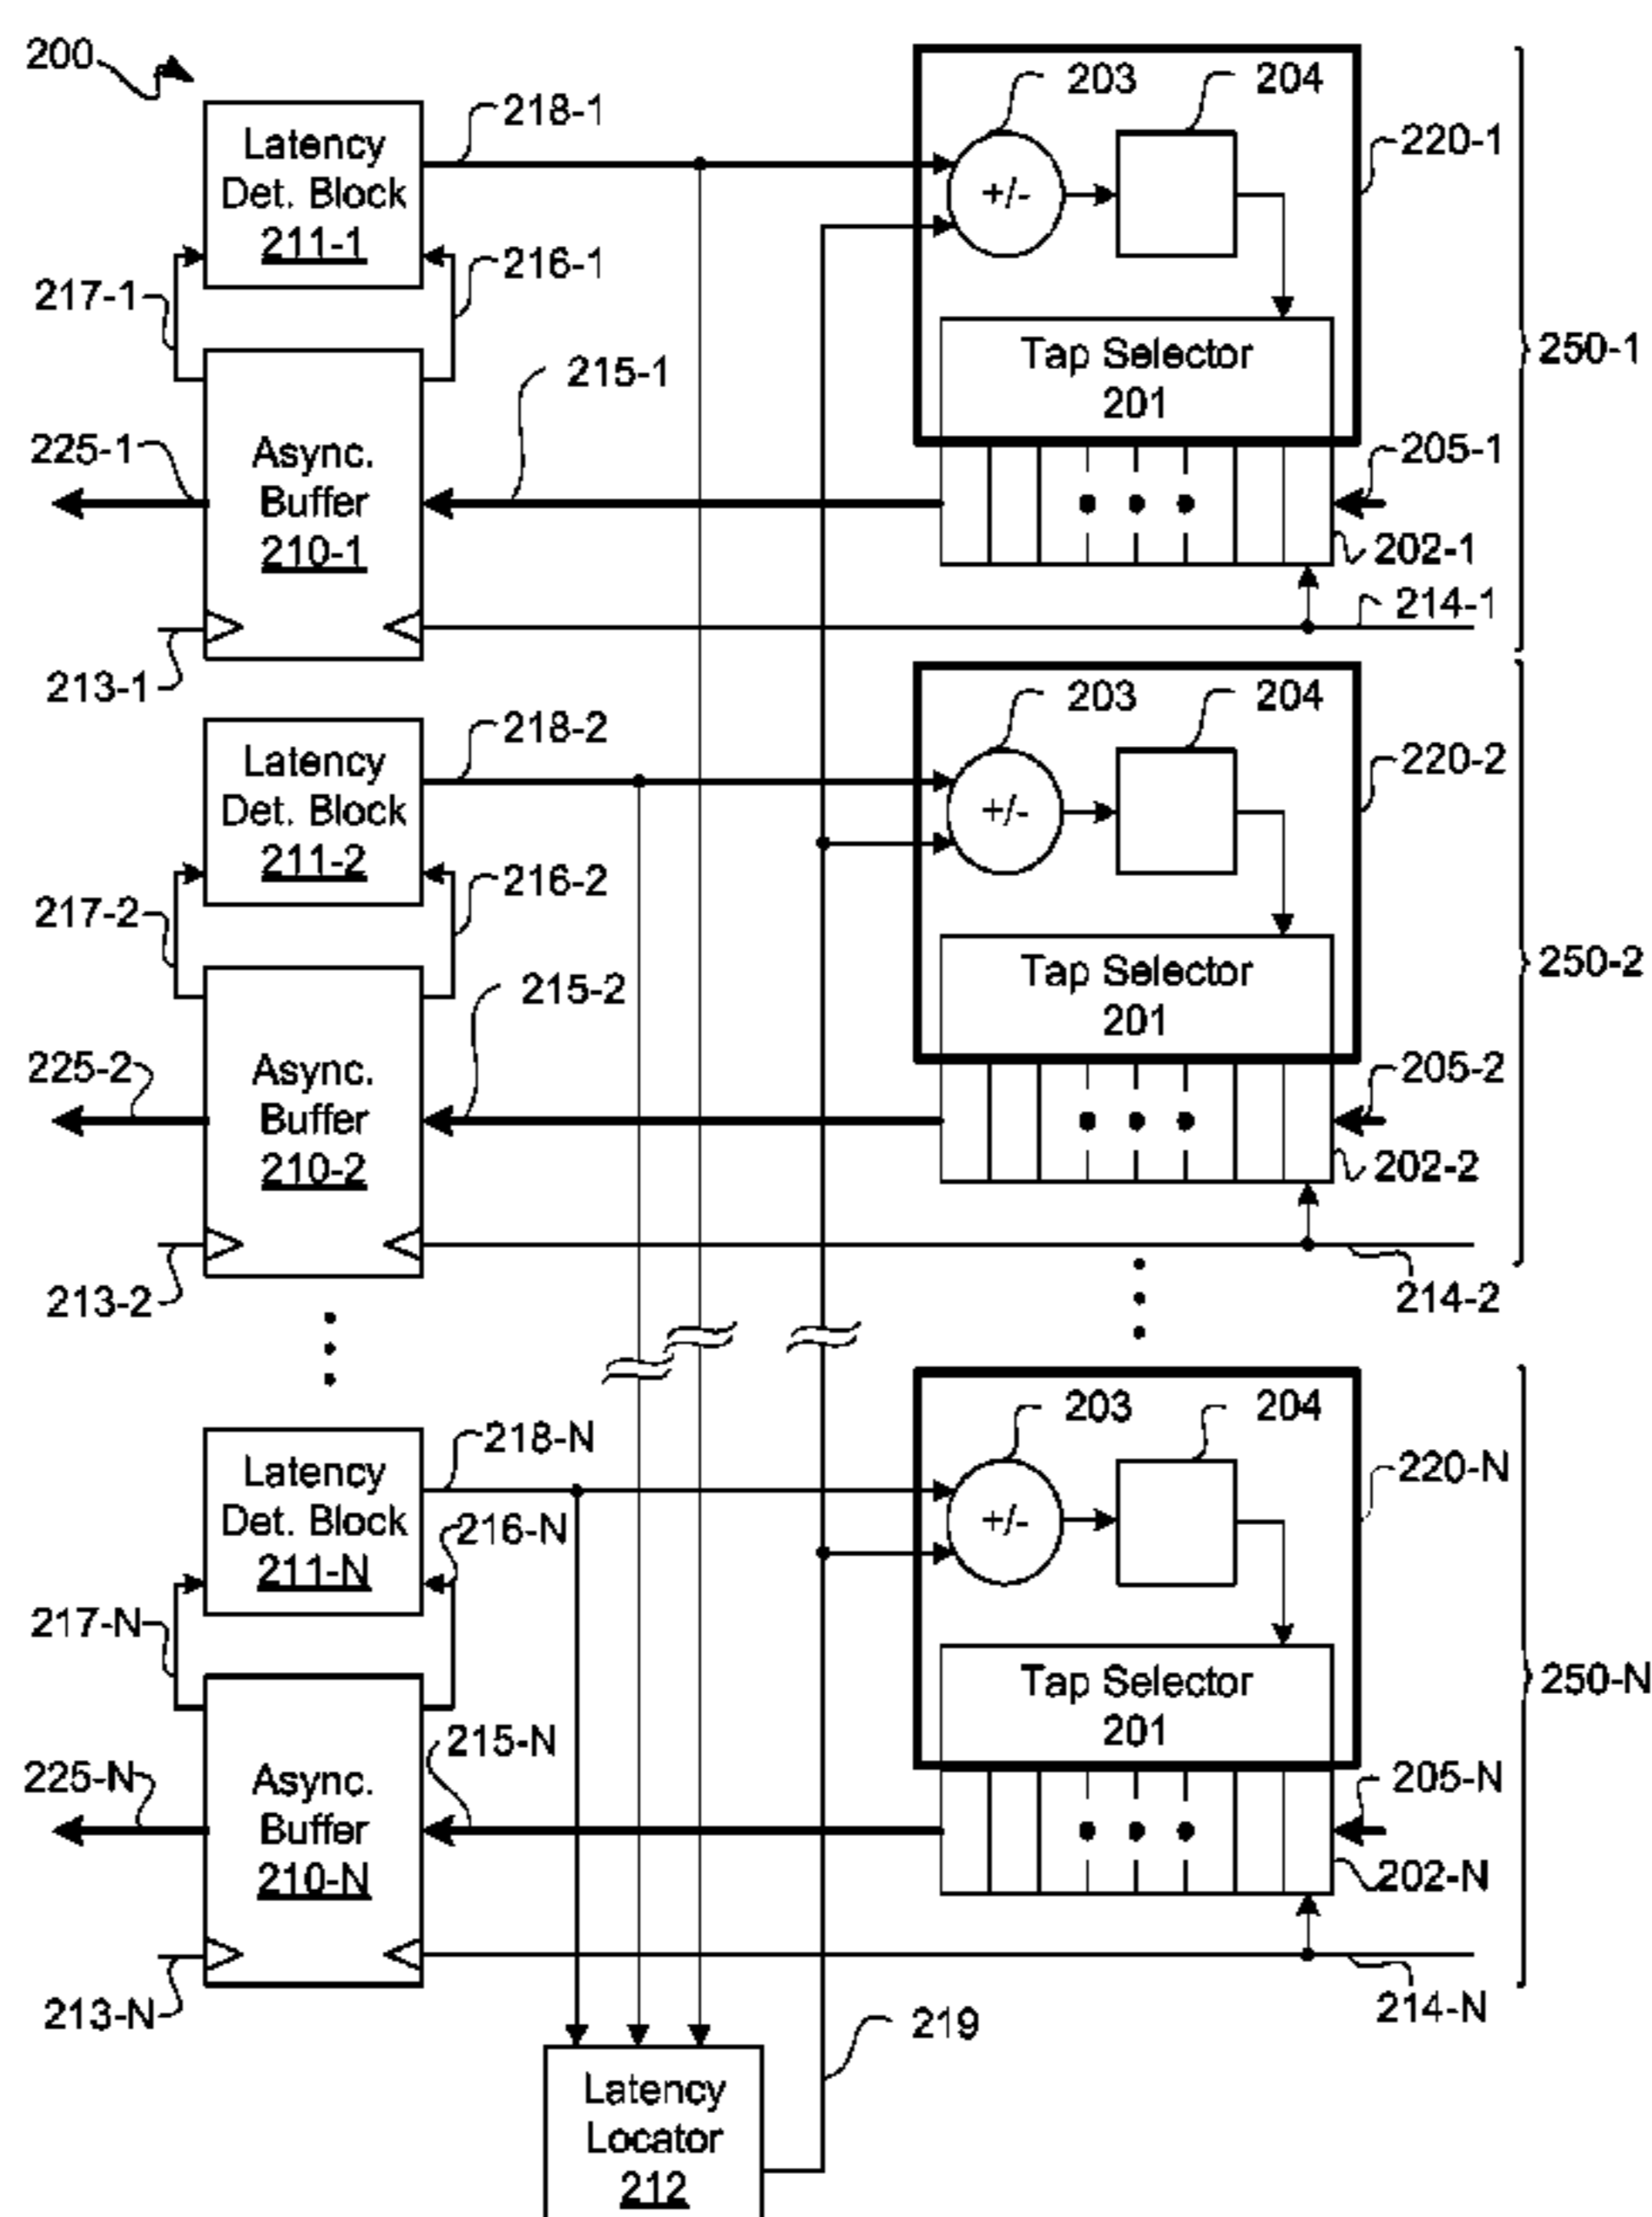 200
Latency
Det. Block
211-1
218-1
203
204
+/-
220-1
217-1
216-1
Tap Selector
201
250-1
215-1
225-1
Async.
Buffer
210-1
205-1
202-1
214-1
213-1
Latency
Det. Block
211-2
218-2
203
204
+/-
220-2
217-2
216-2
Tap Selector
201
250-2
215-2
225-2
Async.
Buffer
210-2
205-2
202-2
214-2
213-2
Latency
Det. Block
211-N
218-N
203
204
+/-
220-N
216-N
217-N
Tap Selector
201
250-N
215-N
225-N
Async.
Buffer
210-N
205-N
202-N
214-N
213-N
219
Latency
Locator
212